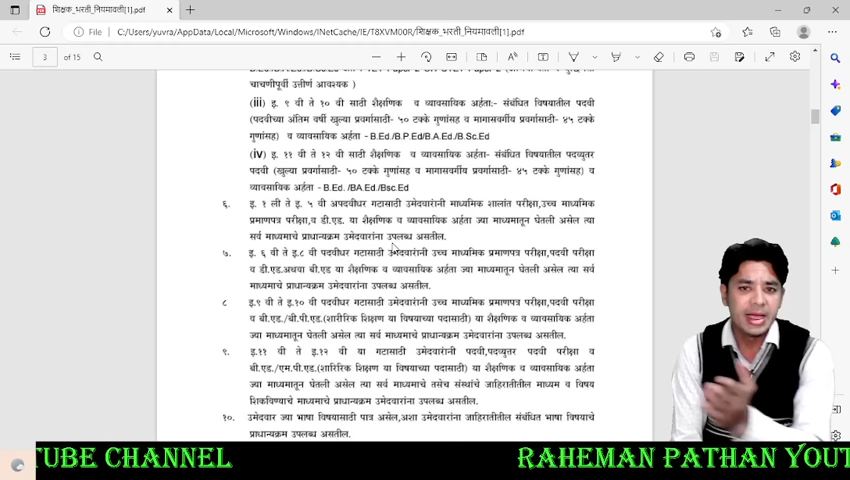 शिक्षक_भरती_नियमावली[1].pdf
File
C:/Users/yuvra/AppData/Local/Microsoft/Windows/INetCache/IE/T8XVM00R/शिक्षक_भरती_नियमावली[1].pdf
3 of 15
चाचणीपूर्वी उत्तीर्ण आवश्यक )
(iii) इ. ९ वी ते १० वी साठी शैक्षणिक व व्यावसायिक अर्हता:- संबंधित विषयातील पदवी
(पदवीच्या अंतिम वर्षी खुल्या प्रवर्गासाठी- ५० टक्के गुणांसह व मागासवर्गीय प्रवर्गासाठी- ४५ टक्के
गुणांसह) व व्यावसायिक अर्हता - B.Ed./B.P.Ed/B.A.Ed./B.Sc.Ed
(iv) इ. ११ वी ते १२ वी साठी शैक्षणिक व व्यावसायिक अर्हता- संबंधित विषयातील पदव्युतर
पदवी (खुल्या प्रवर्गासाठी - ५० टक्के गुणांसह व मागासवर्गीय प्रवर्गासाठी - ४५ टक्के गुणांसह) व
व्यावसायिक अर्हता - B.Ed. /BA.Ed/Bsc.Ed
६. इ. १ ली ते इ. ५ वी अपदवीधर गटासाठी उमेदवारांनी माध्यमिक शालांत परीक्षा,उच्च माध्यमिक
प्रमाणपत्र परीक्षा,व डी.एड. या शैक्षणिक व व्यावसायिक अर्हता ज्या माध्यमातून घेतली असेल त्या
सर्व माध्यमाचे प्राधान्यक्रम उमेदवारांना उपलब्ध असतील.
७. इ. ६ वी ते इ.८ वी पदवीधर गटासाठी उमेदवारांनी उच्च माध्यमिक प्रमाणपत्र परीक्षा,पदवी परीक्षा
व डी.एड.अथवा बी.एड या शैक्षणिक व व्यावसायिक अर्हता ज्या माध्यमातून घेतली असेल त्या सर्व
माध्यमाचे प्राधान्यक्रम उमेदवारांना उपलब्ध असतील.
८ इ.९ वी ते इ.१० वी पदवीधर गटासाठी उमेदवारांनी उच्च माध्यमिक प्रमाणपत्र परीक्षा,पदवी परीक्षा
व बी.एड./बी.पी.एड.(शारीरिक शिक्षण या विषयाच्या पदासाठी) या शैक्षणिक व व्यावसायिक अर्हता
ज्या माध्यमातून घेतली असेल त्या सर्व माध्यमाचे प्राधान्यक्रम उमेदवारांना उपलब्ध असतील.
९. इ.११ वी ते इ.१२ वी या गटासाठी उमेदवारांनी पदवी,पदव्युतर पदवी परीक्षा व
बी.एड./एम.पी.एड.(शारिरिक शिक्षण या विषयाच्या पदासाठी) या शैक्षणिक व व्यावसायिक अर्हता
ज्या माध्यमातून घेतली असेल त्या सर्व माध्यमाचे तसेच संस्थांचे जाहिरातीतील माध्यम व विषय
शिकविण्याचे माध्यमाचे प्राधान्यक्रम उमेदवारांना उपलब्ध असतील.
१०. उमेदवार ज्या भाषा विषयासाठी पात्र असेल,अशा उमेदवारांना जाहिरातीतील संबंधित भाषा विषयाचे
प्राधान्यक्रम उपलब्ध असतील.
TUBE CHANNEL RAHEMAN PATHAN YOUT